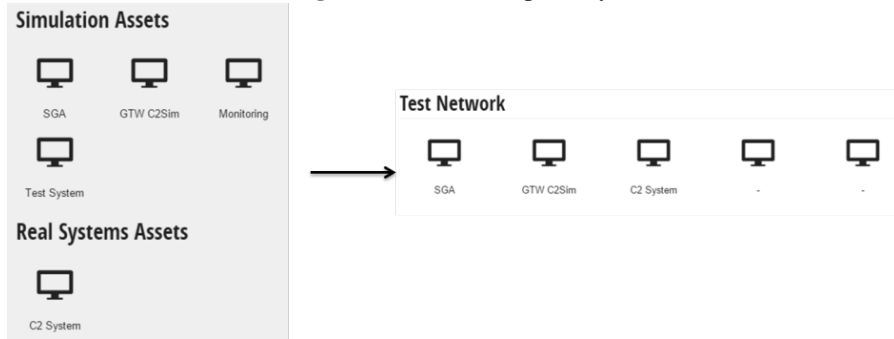 Simulation Assets
SGA GTW C2Sim Monitoring
Test System
Real Systems Assets
C2 System
Test Network
SGA GTW C2Sim C2 System - -